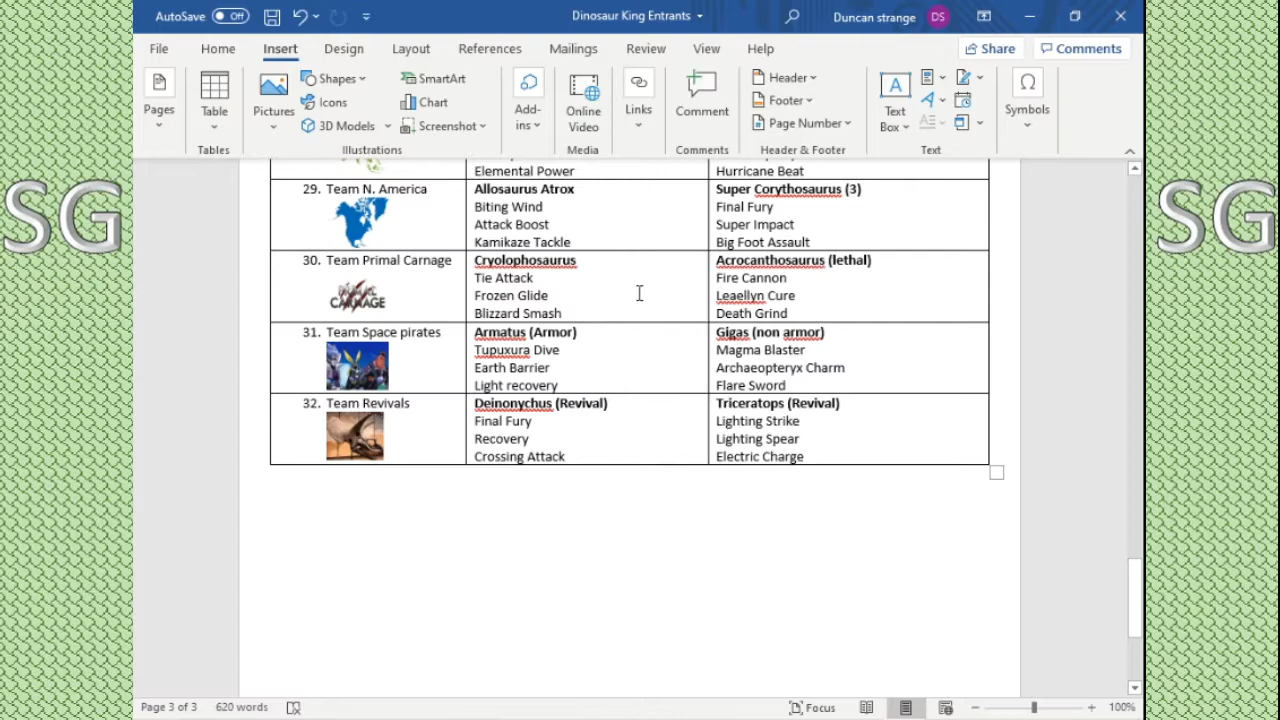 AutoSave Off
Dinosaur King Entrants
Duncan strange DS
File Home Insert Design Layout References Mailings Review View Help Share Comments
Pages
Table
Tables
Pictures
Shapes
Icons
3D Models
SmartArt
Chart
Screenshot
Illustrations
Add-
ins
Online
Video
Media
Links
Comment
Comments
Header
Footer
Page Number
Header & Footer
Text
Box
Text
Symbols
SG
SG
Elemental Power
Hurricane Beat
29. Team N. America
Allosaurus Atrox
Biting Wind
Attack Boost
Kamikaze Tackle
Super Corythosaurus (3)
Final Fury
Super Impact
Big Foot Assault
30. Team Primal Carnage
CARNAGE
Cryolophosaurus
Tie Attack
Frozen Glide
Blizzard Smash
Acrocanthosaurus (lethal)
Fire Cannon
Leaellyn Cure
Death Grind
31. Team Space pirates
Armatus (Armor)
Tupuxura Dive
Earth Barrier
Light recovery
Gigas (non armor)
Magma Blaster
Archaeopteryx Charm
Flare Sword
32. Team Revivals
Deinonychus (Revival)
Final Fury
Recovery
Crossing Attack
Triceratops (Revival)
Lighting Strike
Lighting Spear
Electric Charge
Page 3 of 3 620 words
Focus
100%